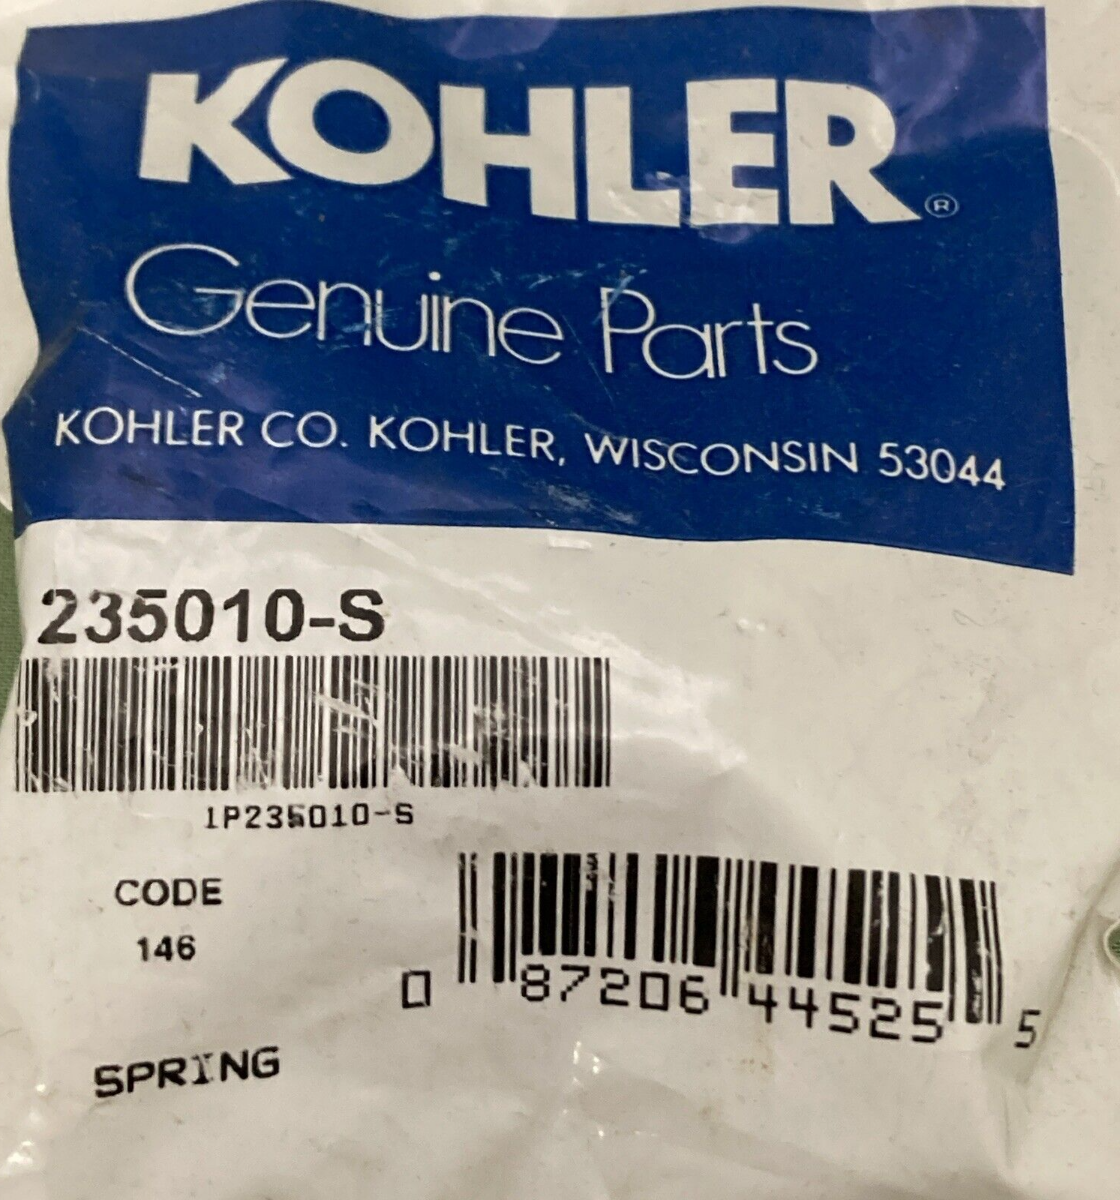 KOHLER®
Genuine Parts
KOHLER CO. KOHLER, WISCONSIN 53044
235010-S
1P235010-S
CODE
146
0 87206 44525 5
SPRING